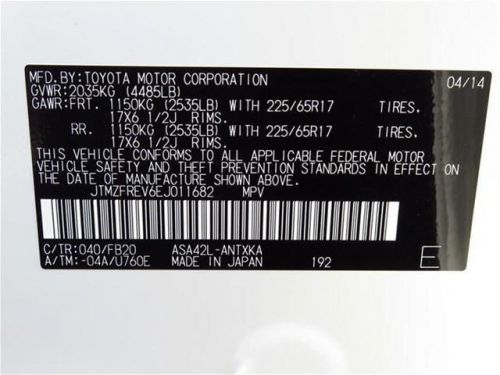 MFD.BY:TOYOTA MOTOR CORPORATION 04/14
GVWR:2035KG (4485LB)
GAWR:FRT. 1150KG (2535LB) WITH 225/65R17 TIRES.
17X6 1/2J RIMS.
RR. 1150KG (2535LB) WITH 225/65R17 TIRES.
17X6 1/2J RIMS.
THIS VEHICLE CONFORMS TO ALL APPLICABLE FEDERAL MOTOR
VEHICLE SAFETY AND THEFT PREVENTION STANDARDS IN
EFFECT ON THE DATE OF MANUFACTURE SHOWN ABOVE.
JTMZFREV6EJ011682 MPV
C/TR:040/FB20 ASA42L-ANTXKA
A/TM:-04A/U760E MADE IN JAPAN 192 E